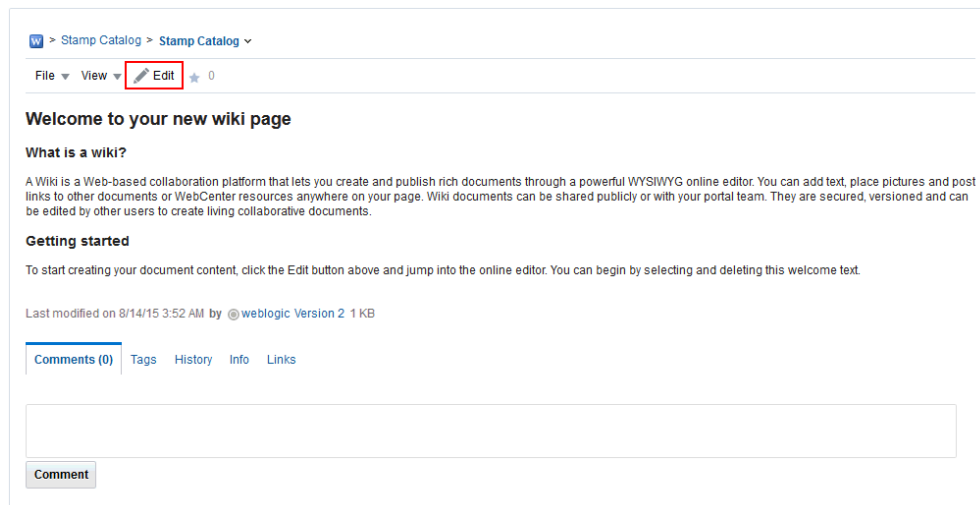 W > Stamp Catalog > Stamp Catalog
File View Edit 0
Welcome to your new wiki page
What is a wiki?
A Wiki is a Web-based collaboration platform that lets you create and publish rich documents through a powerful WYSIWYG online editor. You can add text, place pictures and post
links to other documents or WebCenter resources anywhere on your page. Wiki documents can be shared publicly or with your portal team. They are secured, versioned and can
be edited by other users to create living collaborative documents.
Getting started
To start creating your document content, click the Edit button above and jump into the online editor. You can begin by selecting and deleting this welcome text.
Last modified on 8/14/15 3:52 AM by weblogic Version 2 1 KB
Comments (0) Tags History Info Links
Comment